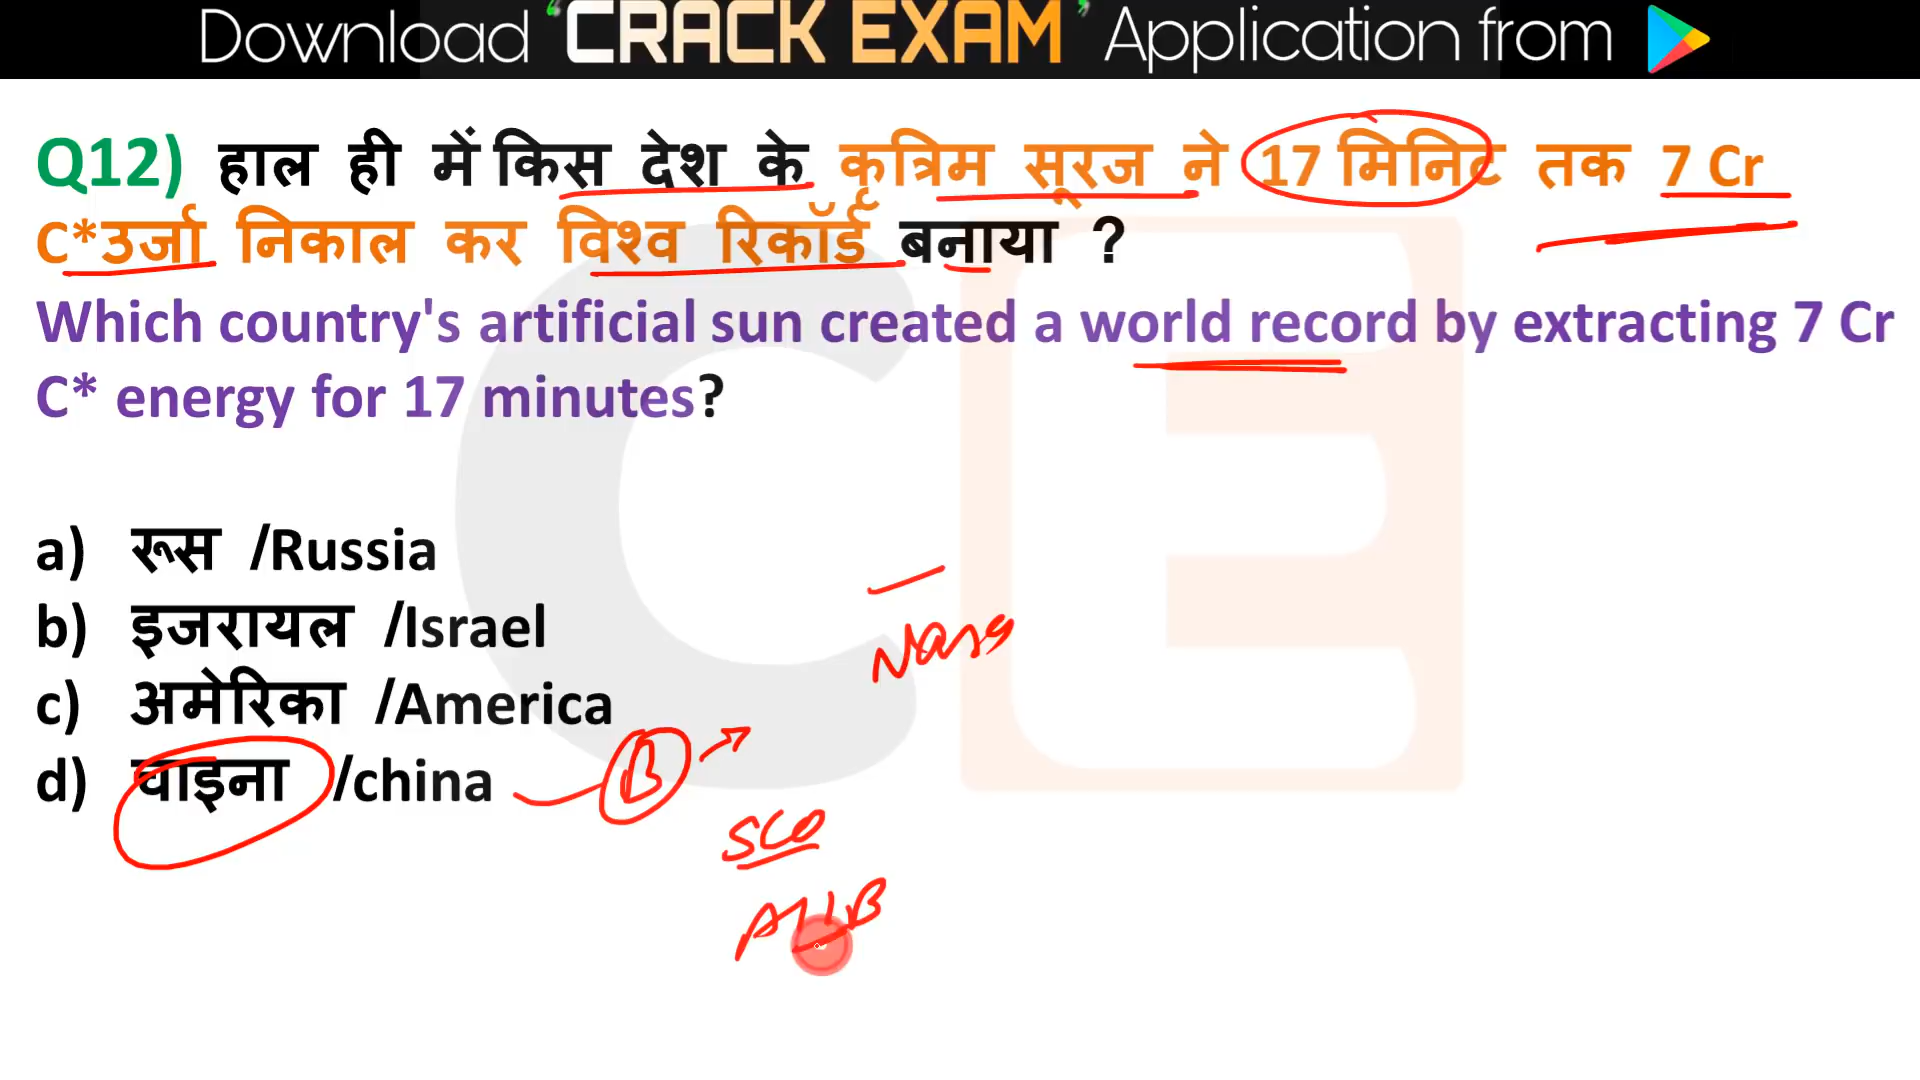 Download 'CRACK EXAM' Application from
Q12) हाल ही में किस देश के कृत्रिम सूरज ने 17 मिनिट तक 7 Cr
C*उर्जा निकाल कर विश्व रिकॉर्ड बनाया ?
Which country's artificial sun created a world record by extracting 7 Cr
C* energy for 17 minutes?
a) रूस /Russia
b) इजरायल /Israel
c) अमेरिका /America
d) चाइना /china
B
SCO
CE